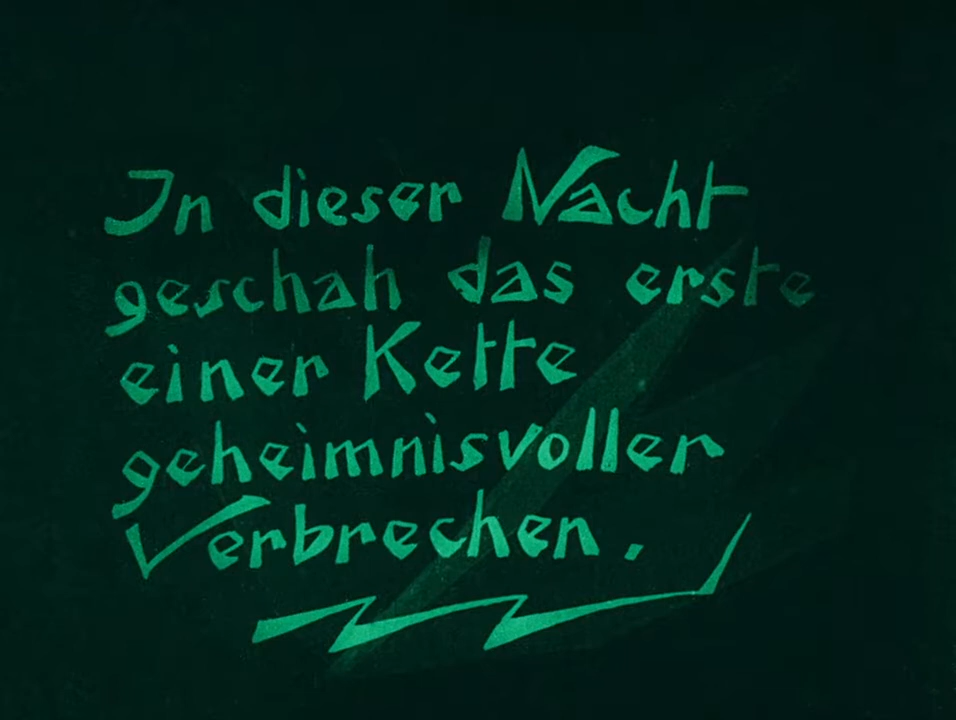 In dieser Nacht
geschah das erste
einer Kette
geheimnisvoller
Verbrechen.